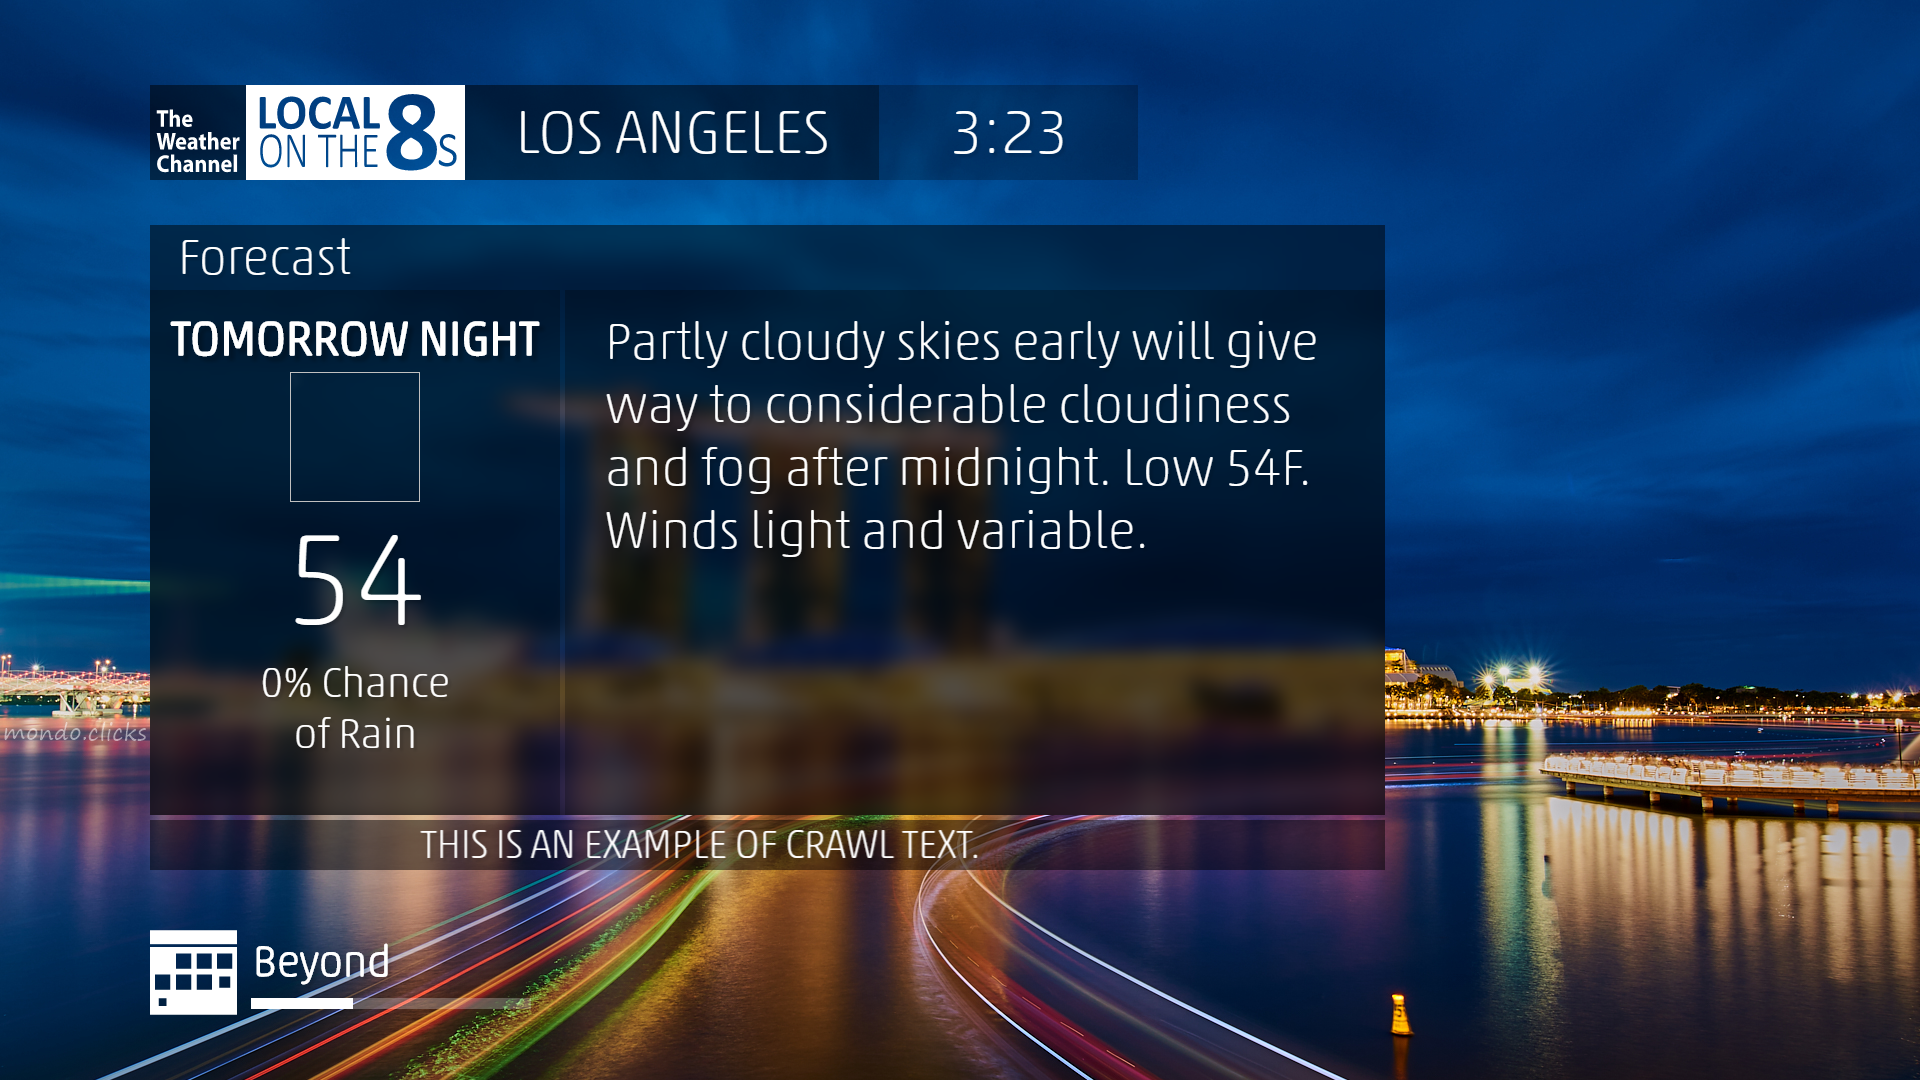 The
Weather
Channel
LOCAL
ON THE 8s
LOS ANGELES
3:23
Forecast
TOMORROW NIGHT
54
0% Chance
of Rain
Partly cloudy skies early will give
way to considerable cloudiness
and fog after midnight. Low 54F.
Winds light and variable.
mondo.clicks
THIS IS AN EXAMPLE OF CRAWL TEXT.
Beyond